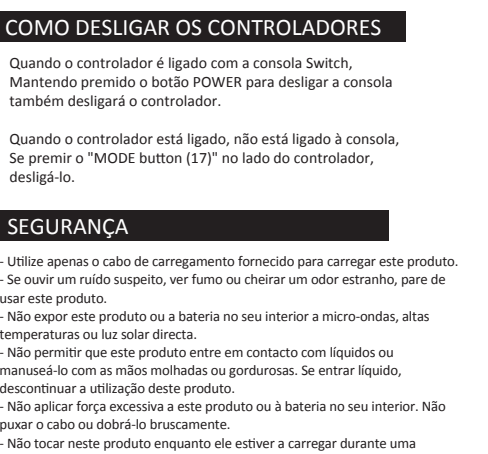 COMO DESLIGAR OS CONTROLADORES
Quando o controlador é ligado com a consola Switch,
Mantendo premido o botão POWER para desligar a consola
também desligará o controlador.
Quando o controlador está ligado, não está ligado à consola,
Se premir o "MODE button (17)" no lado do controlador,
desligá-lo.
SEGURANÇA
- Utilize apenas o cabo de carregamento fornecido para carregar este produto.
- Se ouvir um ruído suspeito, ver fumo ou cheirar um odor estranho, pare de
usar este produto.
- Não expor este produto ou a bateria no seu interior a micro-ondas, altas
temperaturas ou luz solar directa.
- Não permitir que este produto entre em contacto com líquidos ou
manuseá-lo com as mãos molhadas ou gordurosas. Se entrar líquido,
descontinuar a utilização deste produto.
- Não aplicar força excessiva a este produto ou à bateria no seu interior. Não
puxar o cabo ou dobrá-lo bruscamente.
- Não tocar neste produto enquanto ele estiver a carregar durante uma